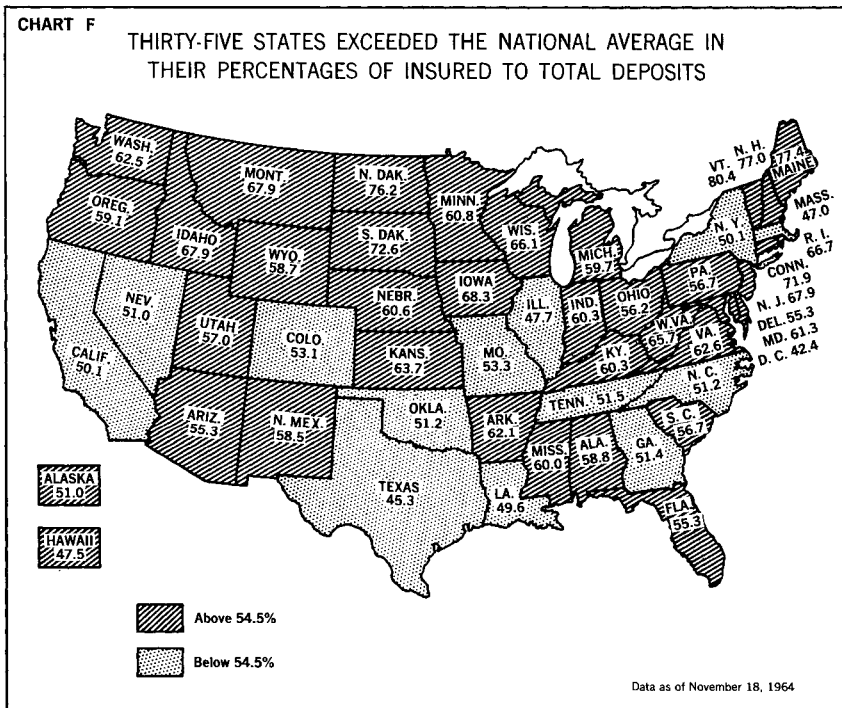 CHART F
THIRTY-FIVE STATES EXCEEDED THE NATIONAL AVERAGE IN
THEIR PERCENTAGES OF INSURED TO TOTAL DEPOSITS
WASH.
62.5
OREG.
59.1
CALIF.
50.1
NEV.
51.0
IDAHO
67.9
MONT.
67.9
WYO.
58.7
UTAH
57.0
COLO.
53.1
ARIZ.
55.3
N. MEX.
58.5
N. DAK.
76.2
S. DAK.
72.6
NEBR.
60.6
KANS.
63.7
OKLA.
51.2
TEXAS
45.3
MINN.
60.8
IOWA
68.3
MO.
53.3
ARK.
62.1
LA.
49.6
WIS.
66.1
ILL.
47.7
MICH.
59.7
IND.
60.3
OHIO
56.2
KY.
60.3
TENN. 51.5
MISS.
60.0
ALA.
58.8
GA.
51.4
FLA.
55.3
S. C.
56.7
N. C.
51.2
VA.
62.6
W.VA.
65.7
PA.
56.7
N. Y.
50.1
VT.
80.4
N. H.
77.0
77.4
MAINE
MASS.
47.0
R. I.
66.7
CONN.
71.9
N. J. 67.9
DEL. 55.3
MD. 61.3
D. C. 42.4
ALASKA
51.0
HAWAII
47.5
Above 54.5%
Below 54.5%
Data as of November 18, 1964